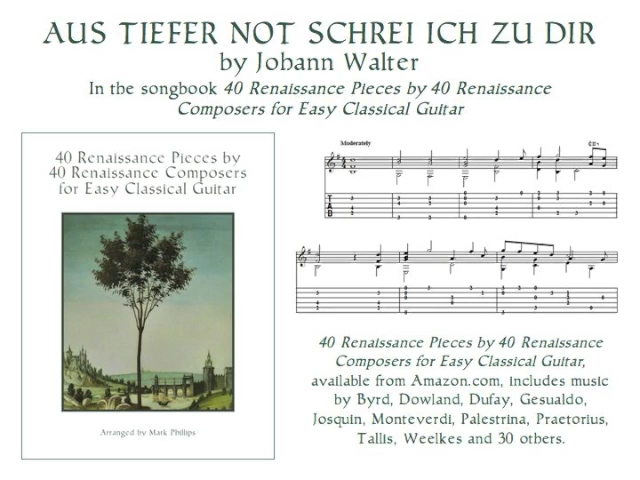 AUS TIEFER NOT SCHREI ICH ZU DIR
by Johann Walter
In the songbook 40 Renaissance Pieces by 40 Renaissance
Composers for Easy Classical Guitar
40 Renaissance Pieces by
40 Renaissance Composers
for Easy Classical Guitar
Arranged by Mark Phillips
Moderately
40 Renaissance Pieces by 40 Renaissance
Composers for Easy Classical Guitar,
available from Amazon.com, includes music
by Byrd, Dowland, Dufay, Gesualdo,
Josquin, Monteverdi, Palestrina, Praetorius,
Tallis, Weelkes and 30 others.